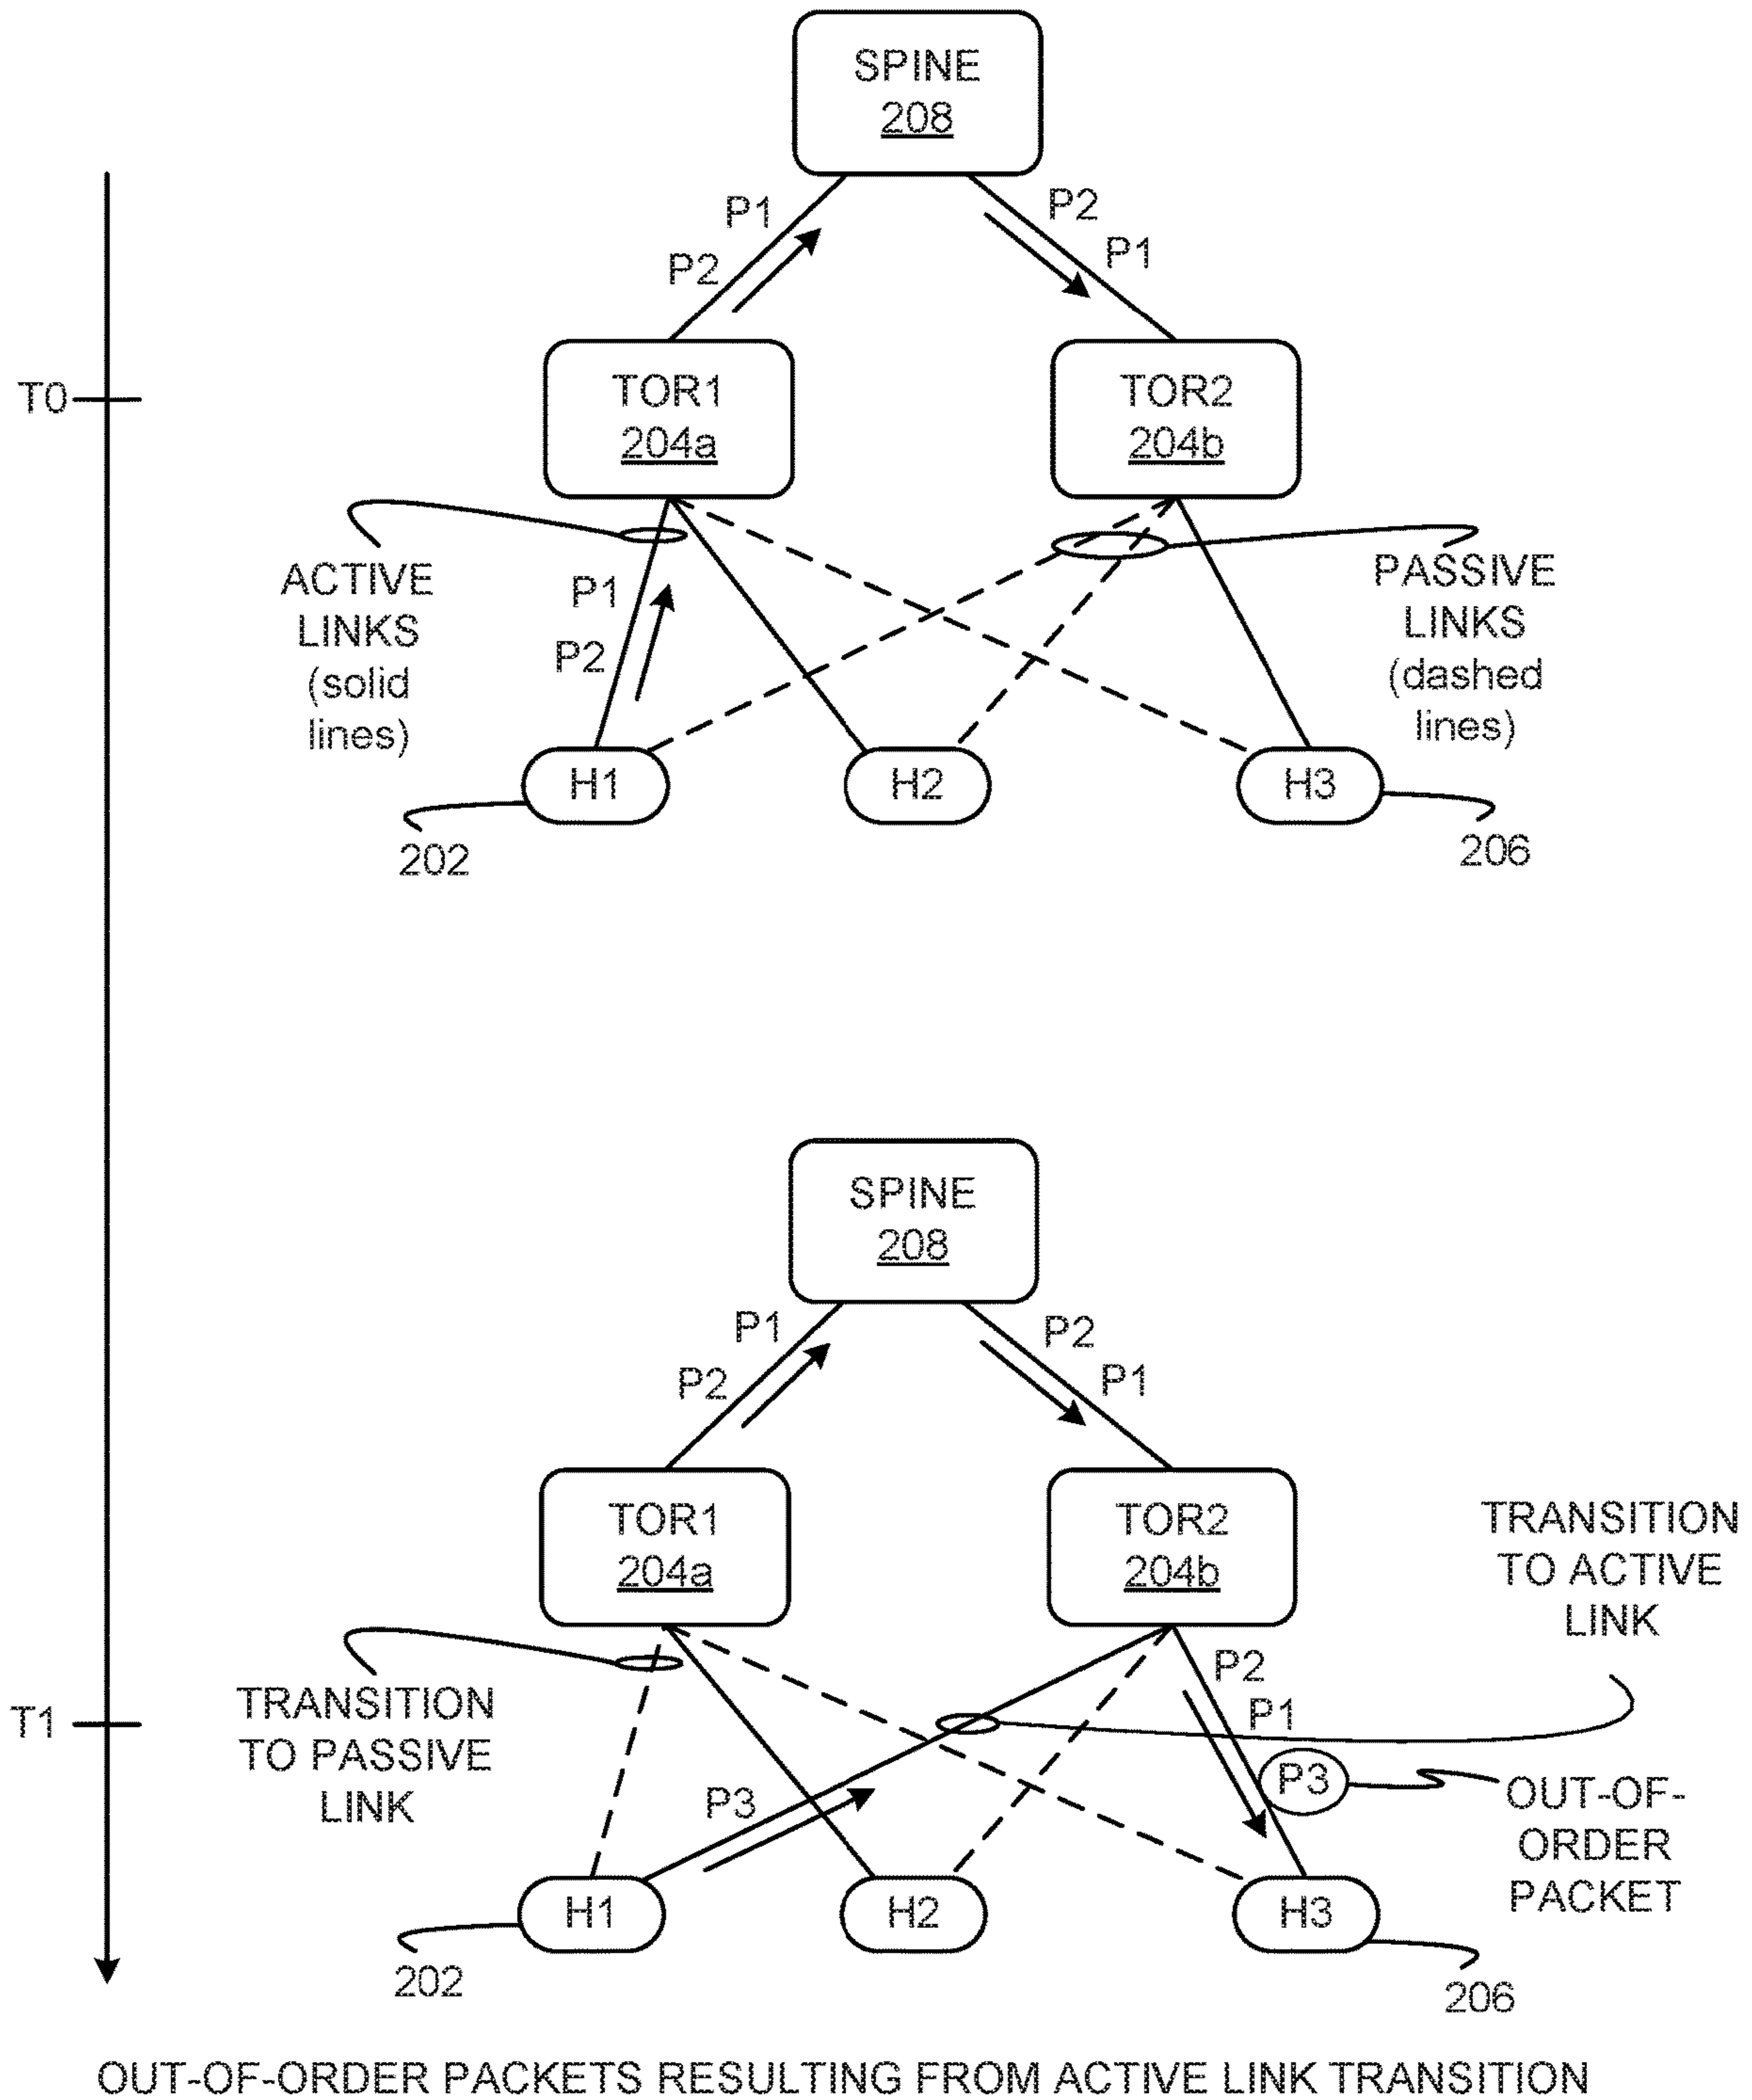 SPINE
208
P1
P2
P2
P1
T0
TOR1
204a
TOR2
204b
ACTIVE
LINKS
(solid
lines)
P1
P2
PASSIVE
LINKS
(dashed
lines)
H1
H2
H3
202
206
SPINE
208
P1
P2
P2
P1
TOR1
204a
TOR2
204b
TRANSITION
TO ACTIVE
LINK
T1
TRANSITION
TO PASSIVE
LINK
P2
P1
P3
P3
OUT-OF-
ORDER
PACKET
H1
H2
H3
202
206
OUT-OF-ORDER PACKETS RESULTING FROM ACTIVE LINK TRANSITION